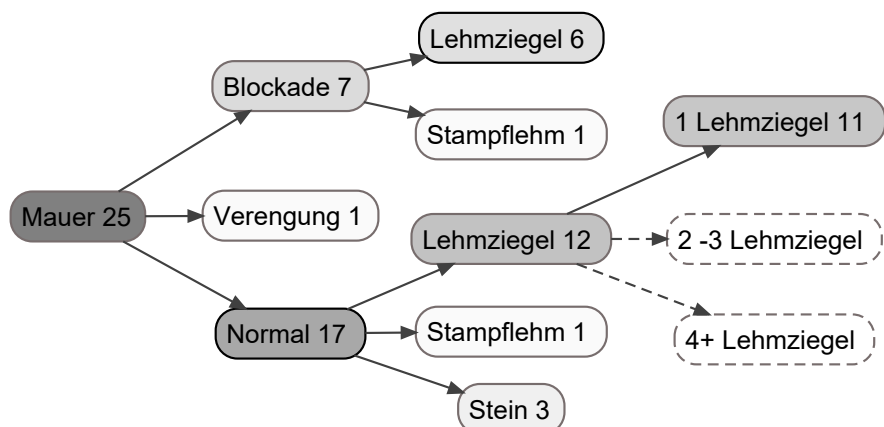 Lehmziegel 6
Blockade 7
Stampflehm 1
1 Lehmziegel 11
Mauer 25
Verengung 1
Lehmziegel 12
2 -3 Lehmziegel
Normal 17
Stampflehm 1
4+ Lehmziegel
Stein 3